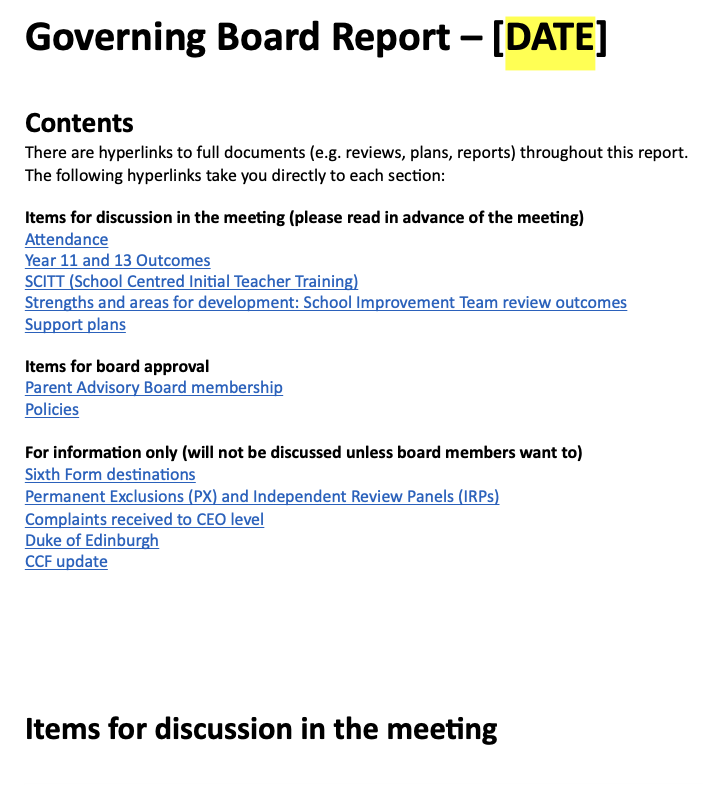 Governing Board Report – [DATE]
Contents
There are hyperlinks to full documents (e.g. reviews, plans, reports) throughout this report.
The following hyperlinks take you directly to each section:
Items for discussion in the meeting (please read in advance of the meeting)
Attendance
Year 11 and 13 Outcomes
SCITT (School Centred Initial Teacher Training)
Strengths and areas for development: School Improvement Team review outcomes
Support plans
Items for board approval
Parent Advisory Board membership
Policies
For information only (will not be discussed unless board members want to)
Sixth Form destinations
Permanent Exclusions (PX) and Independent Review Panels (IRPs)
Complaints received to CEO level
Duke of Edinburgh
CCF update
Items for discussion in the meeting